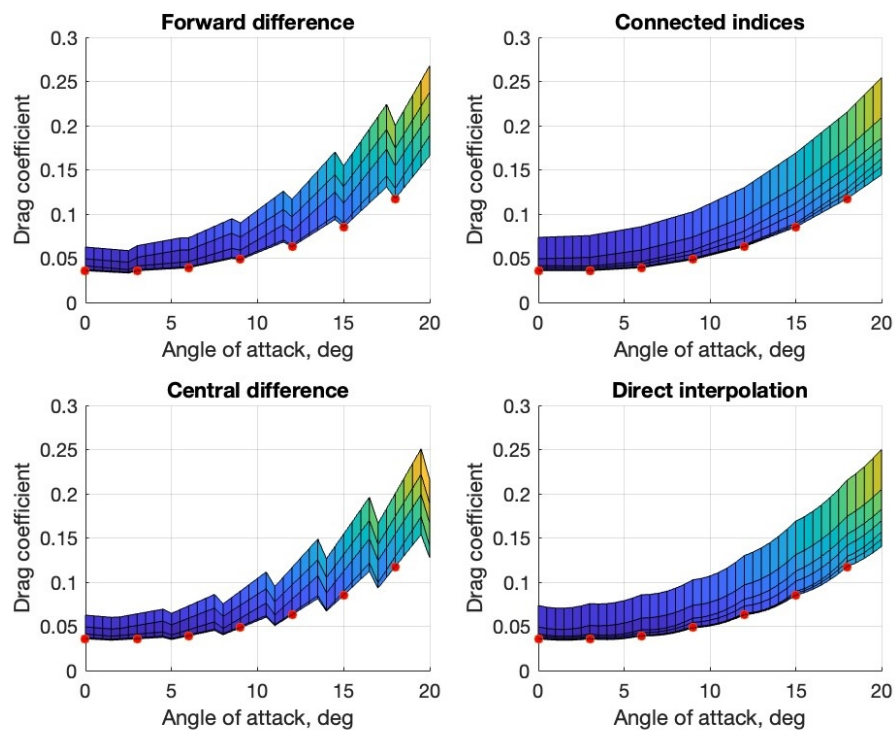 Forward difference
0.3
0.25
0.2
0.15
0.1
0.05
0
Drag coefficient
0 5 10 15 20
Angle of attack, deg
Connected indices
0.3
0.25
0.2
0.15
0.1
0.05
0
Drag coefficient
0 5 10 15 20
Angle of attack, deg
Central difference
0.3
0.25
0.2
0.15
0.1
0.05
0
Drag coefficient
0 5 10 15 20
Angle of attack, deg
Direct interpolation
0.3
0.25
0.2
0.15
0.1
0.05
0
Drag coefficient
0 5 10 15 20
Angle of attack, deg